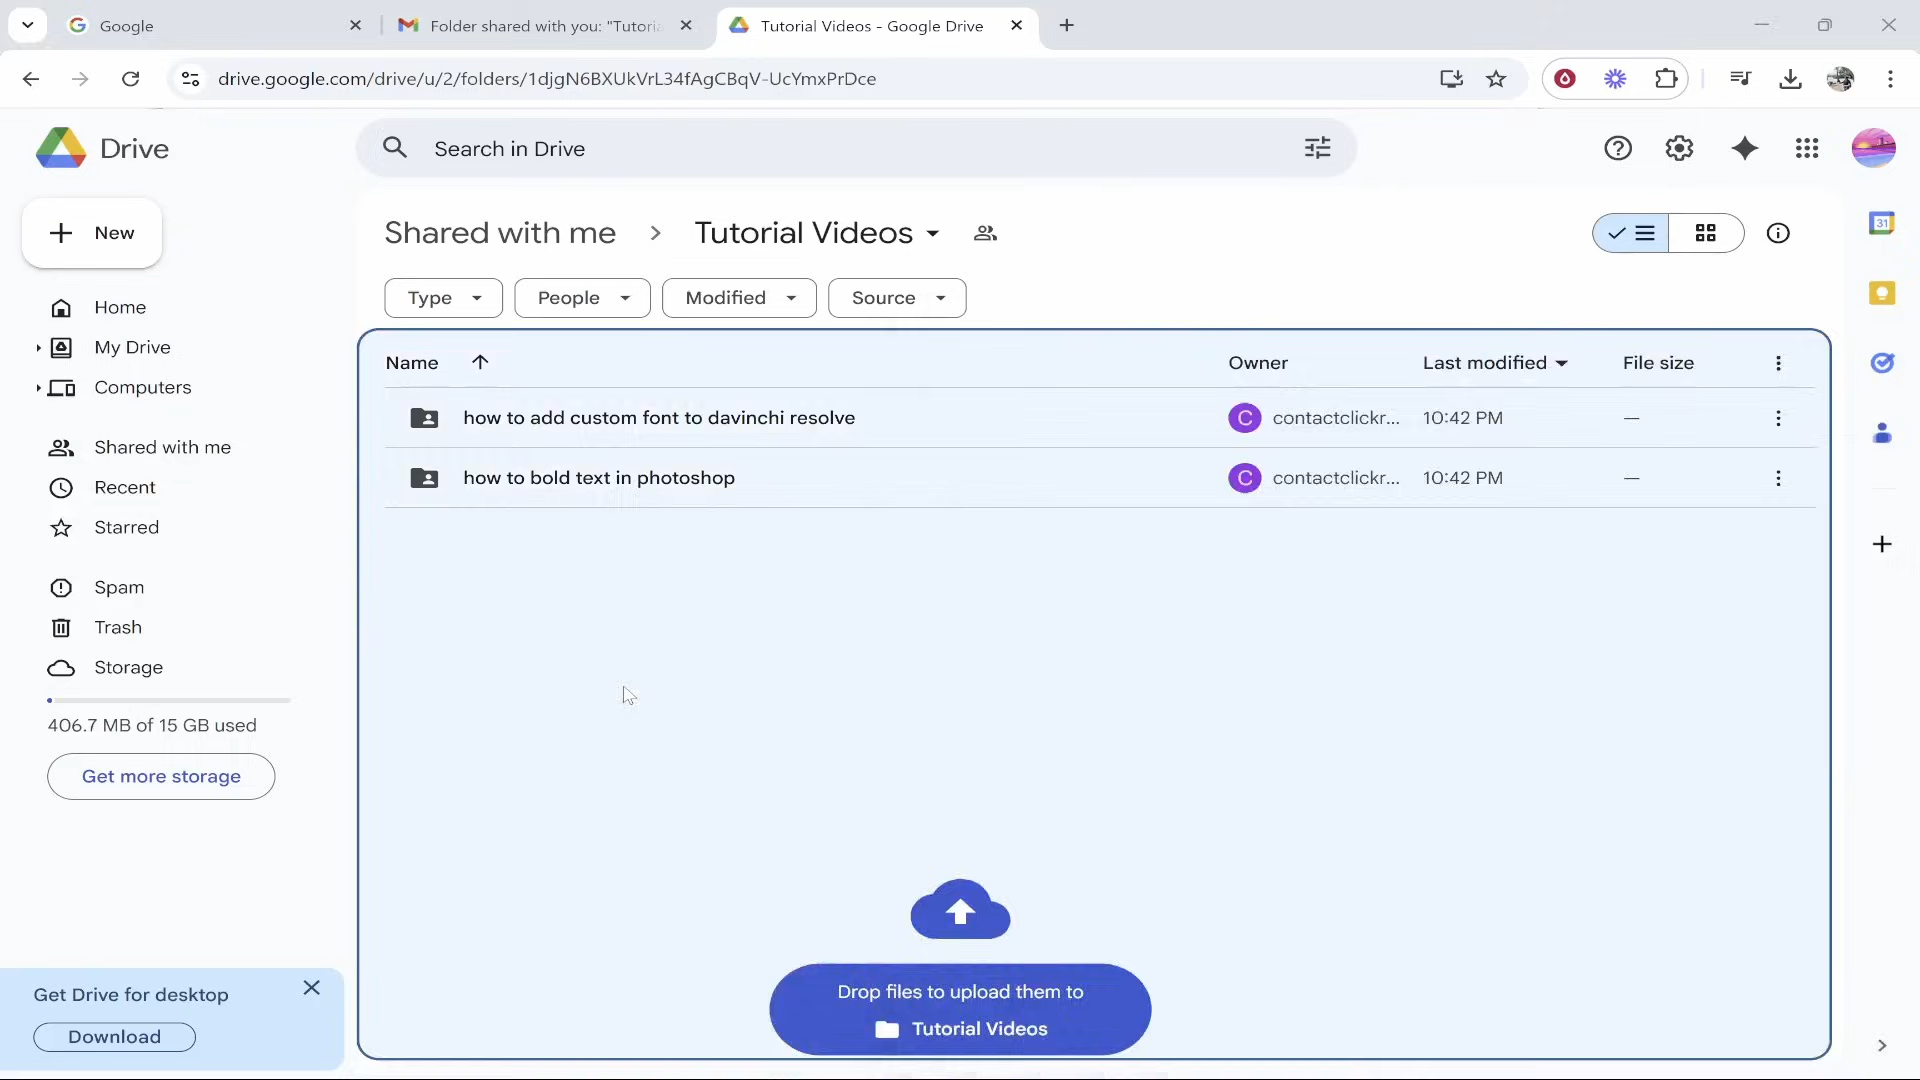 Google
Folder shared with you: "Tutoria
Tutorial Videos - Google Drive
drive.google.com/drive/u/2/folders/1djgN6BXUkVrL34fAgCBqV-UcYmxPrDce
Drive
Search in Drive
New
Shared with me
Tutorial Videos
Type
People
Modified
Source
Home
My Drive
Computers
Shared with me
Recent
Starred
Spam
Trash
Storage
406.7 MB of 15 GB used
Get more storage
Name
Owner
Last modified
File size
how to add custom font to davinchi resolve
C
contactclickr...
10:42 PM
—
how to bold text in photoshop
C
contactclickr...
10:42 PM
—
31
Drop files to upload them to
Tutorial Videos
Get Drive for desktop
Download